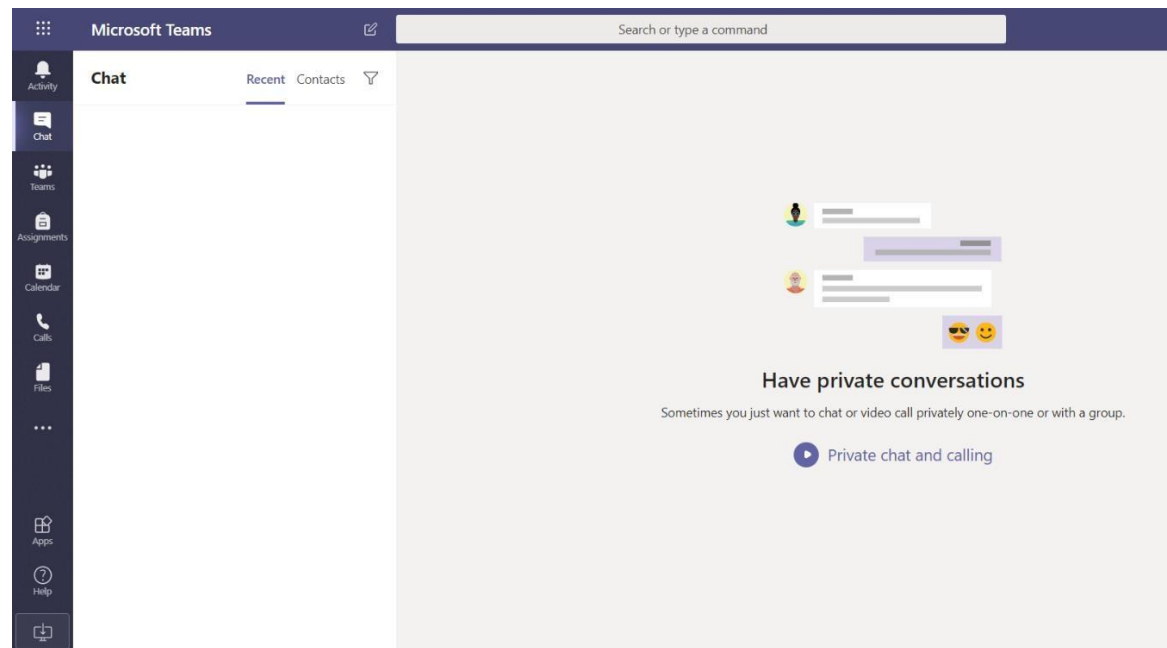 Microsoft Teams
Search or type a command
Activity
Chat
Teams
Assignments
Calendar
Calls
Files
Apps
Help
Chat
Recent Contacts
Have private conversations
Sometimes you just want to chat or video call privately one-on-one or with a group.
Private chat and calling